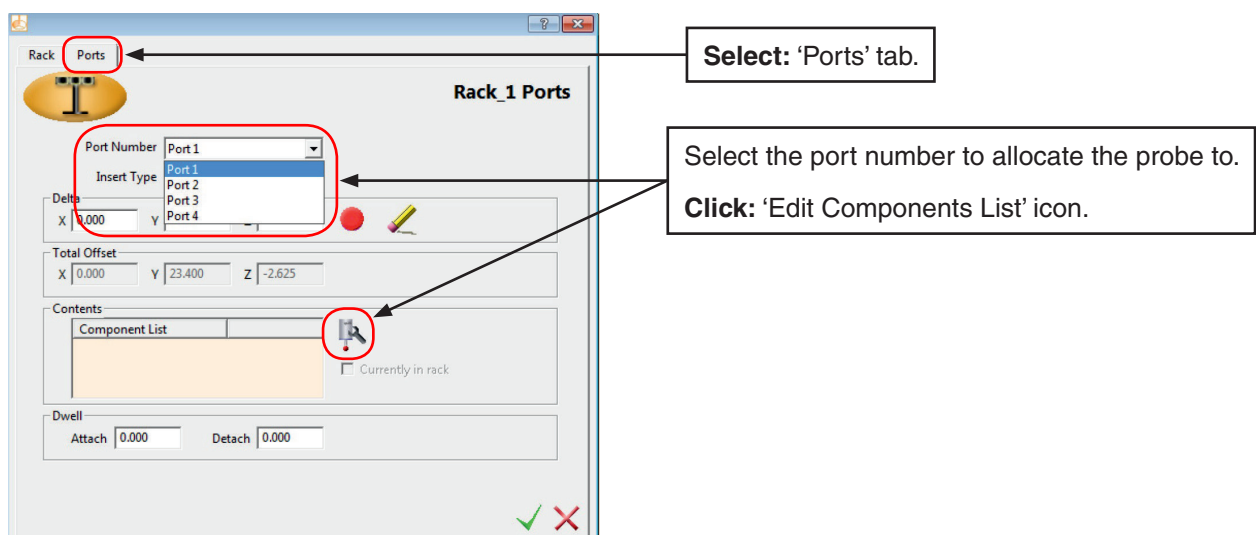 Rack Ports
Select: ‘Ports’ tab.
Rack_1 Ports
Port Number Port 1
Insert Type Port 1
Port 2
Port 3
Port 4
Select the port number to allocate the probe to.
Click: ‘Edit Components List’ icon.
Delta
X 0.000 Y
Total Offset
X 0.000 Y 23.400 Z -2.625
Contents
Component List
Currently in rack
Dwell
Attach 0.000 Detach 0.000